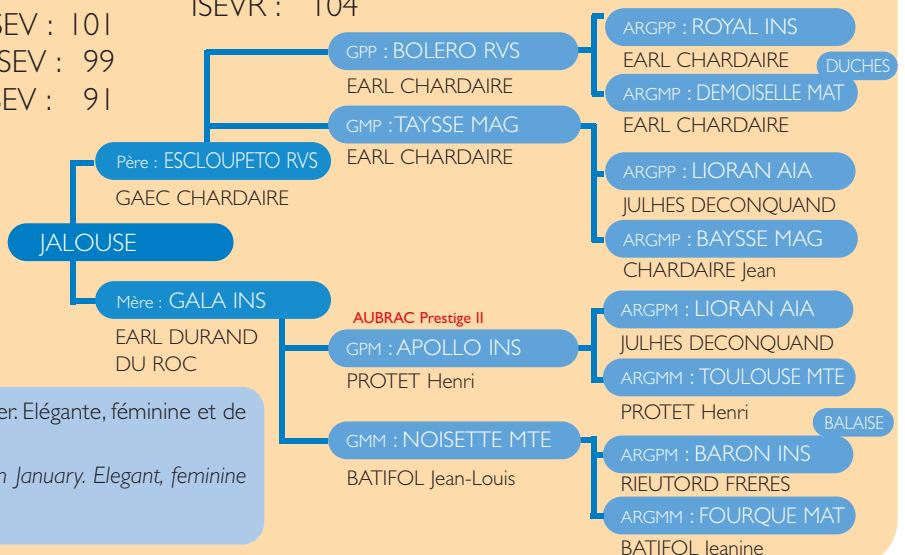 SEV : 101
SEV : 99
SEV : 91
ISEVR : 104
JALOUSE
Père : ESCLOUPETO RVS
GAEC CHARDAIRE
GPP : BOLERO RVS
EARL CHARDAIRE
ARGPP : ROYAL INS
EARL CHARDAIRE
DUCHES
ARGMP : DEMOISELLE MAT
EARL CHARDAIRE
GMP : TAYSSE MAG
EARL CHARDAIRE
ARGPP : LIORAN AIA
JULHES DECONQUAND
ARGMP : BAYSSE MAG
CHARDAIRE Jean
Mère : GALA INS
EARL DURAND
DU ROC
AUBRAC Prestige II
GPM : APOLLO INS
PROTET Henri
ARGPM : LIORAN AIA
JULHES DECONQUAND
ARGMM : TOULOUSE MTE
PROTET Henri
GMM : NOISETTE MTE
BATIFOL Jean-Louis
BALAISE
ARGPM : BARON INS
RIEUTORD FRERES
ARGMM : FOURQUE MAT
BATIFOL Jeanine
er. Elégante, féminine et de
n January. Elegant, feminine